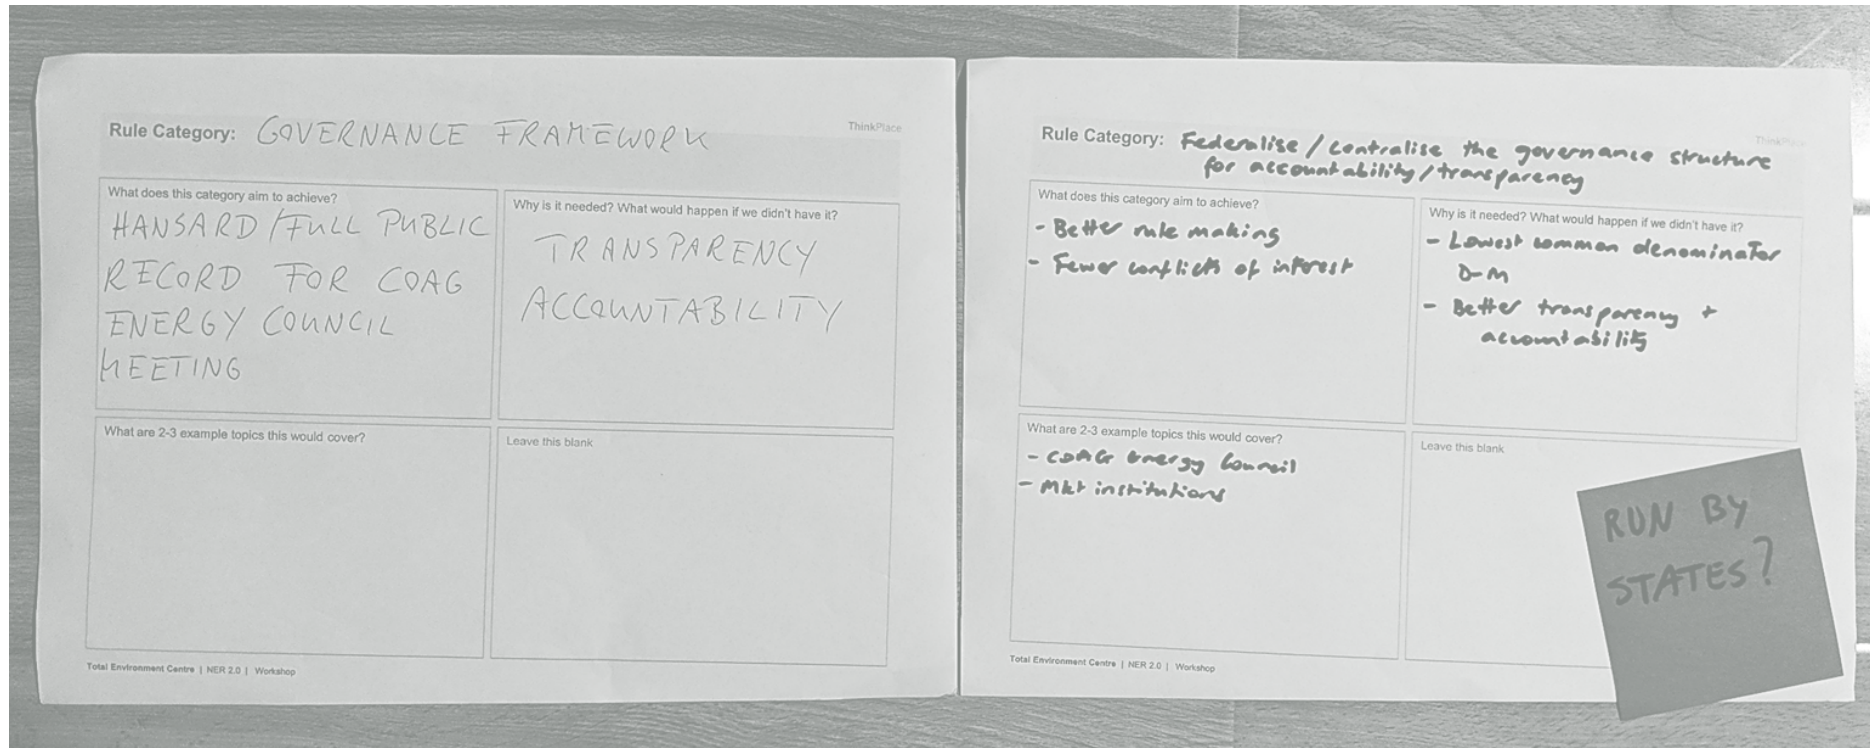 Rule Category: GOVERNANCE FRAMEWORK
ThinkPlace
What does this category aim to achieve?
HANSARD/FULL PUBLIC
RECORD FOR COAG
ENERGY COUNCIL
MEETING
Why is it needed? What would happen if we didn't have it?
TRANSPARENCY
ACCOUNTABILITY
What are 2-3 example topics this would cover?
Leave this blank
Total Environment Centre | NER 2.0 | Workshop
Rule Category: Federalise / centralise the governance structure
for accountability / transparency
ThinkPlace
What does this category aim to achieve?
- Better rule making
- Fewer conflicts of interest
Why is it needed? What would happen if we didn't have it?
- Lowest common denominator
D-M
- Better transparency +
accountability
What are 2-3 example topics this would cover?
- COAG Energy Council
- Mkt institutions
Leave this blank
RUN BY
STATES?
Total Environment Centre | NER 2.0 | Workshop